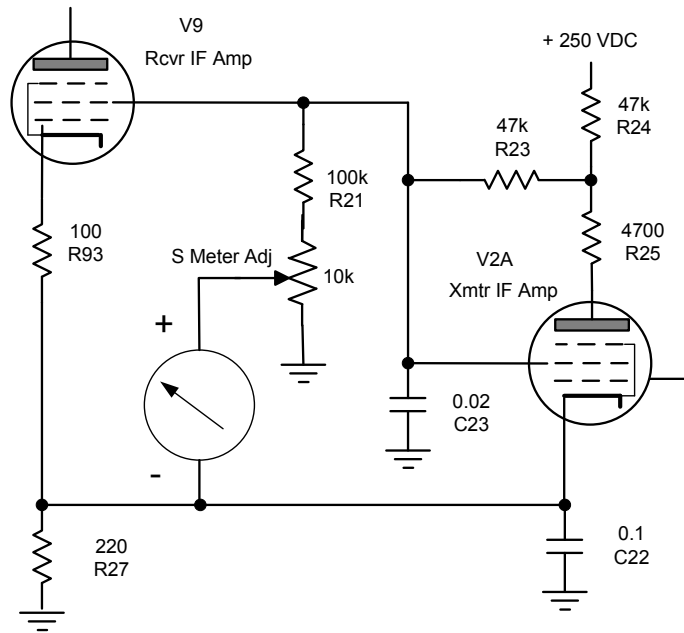 V9
Rcvr IF Amp
+ 250 VDC
47k
R24
47k
R23
100k
R21
100
R93
4700
R25
S Meter Adj
10k
V2A
Xmtr IF Amp
+
0.02
C23
-
220
R27
0.1
C22